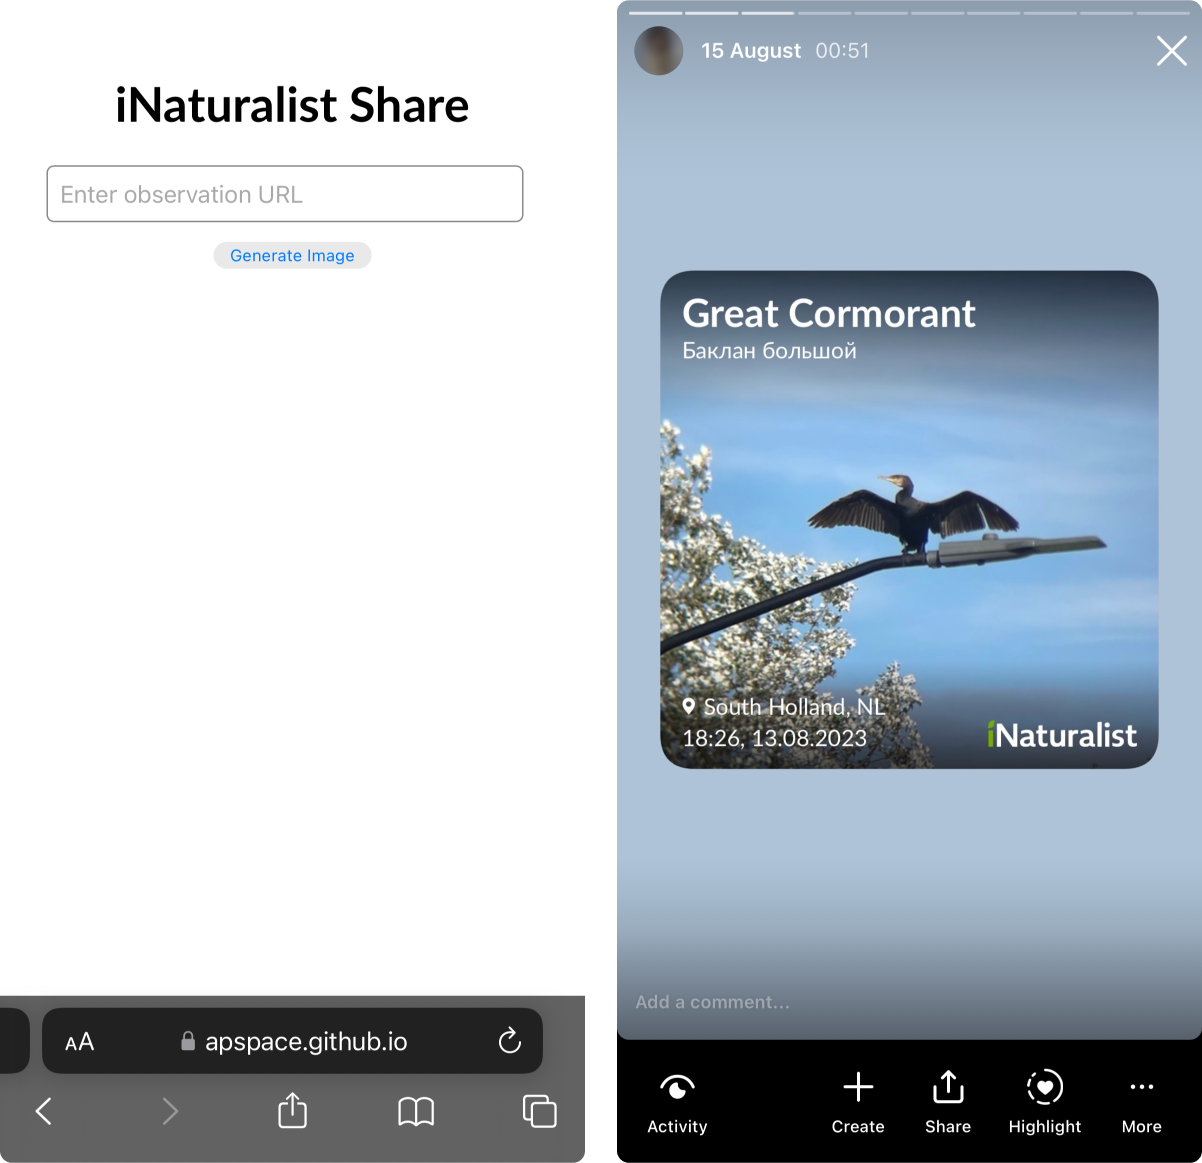 iNaturalist Share
Enter observation URL
Generate Image
AA
apspace.github.io
15 August 00:51
Great Cormorant
Баклан большой
South Holland, NL
18:26, 13.08.2023
iNaturalist
Add a comment...
Activity
Create
Share
Highlight
More